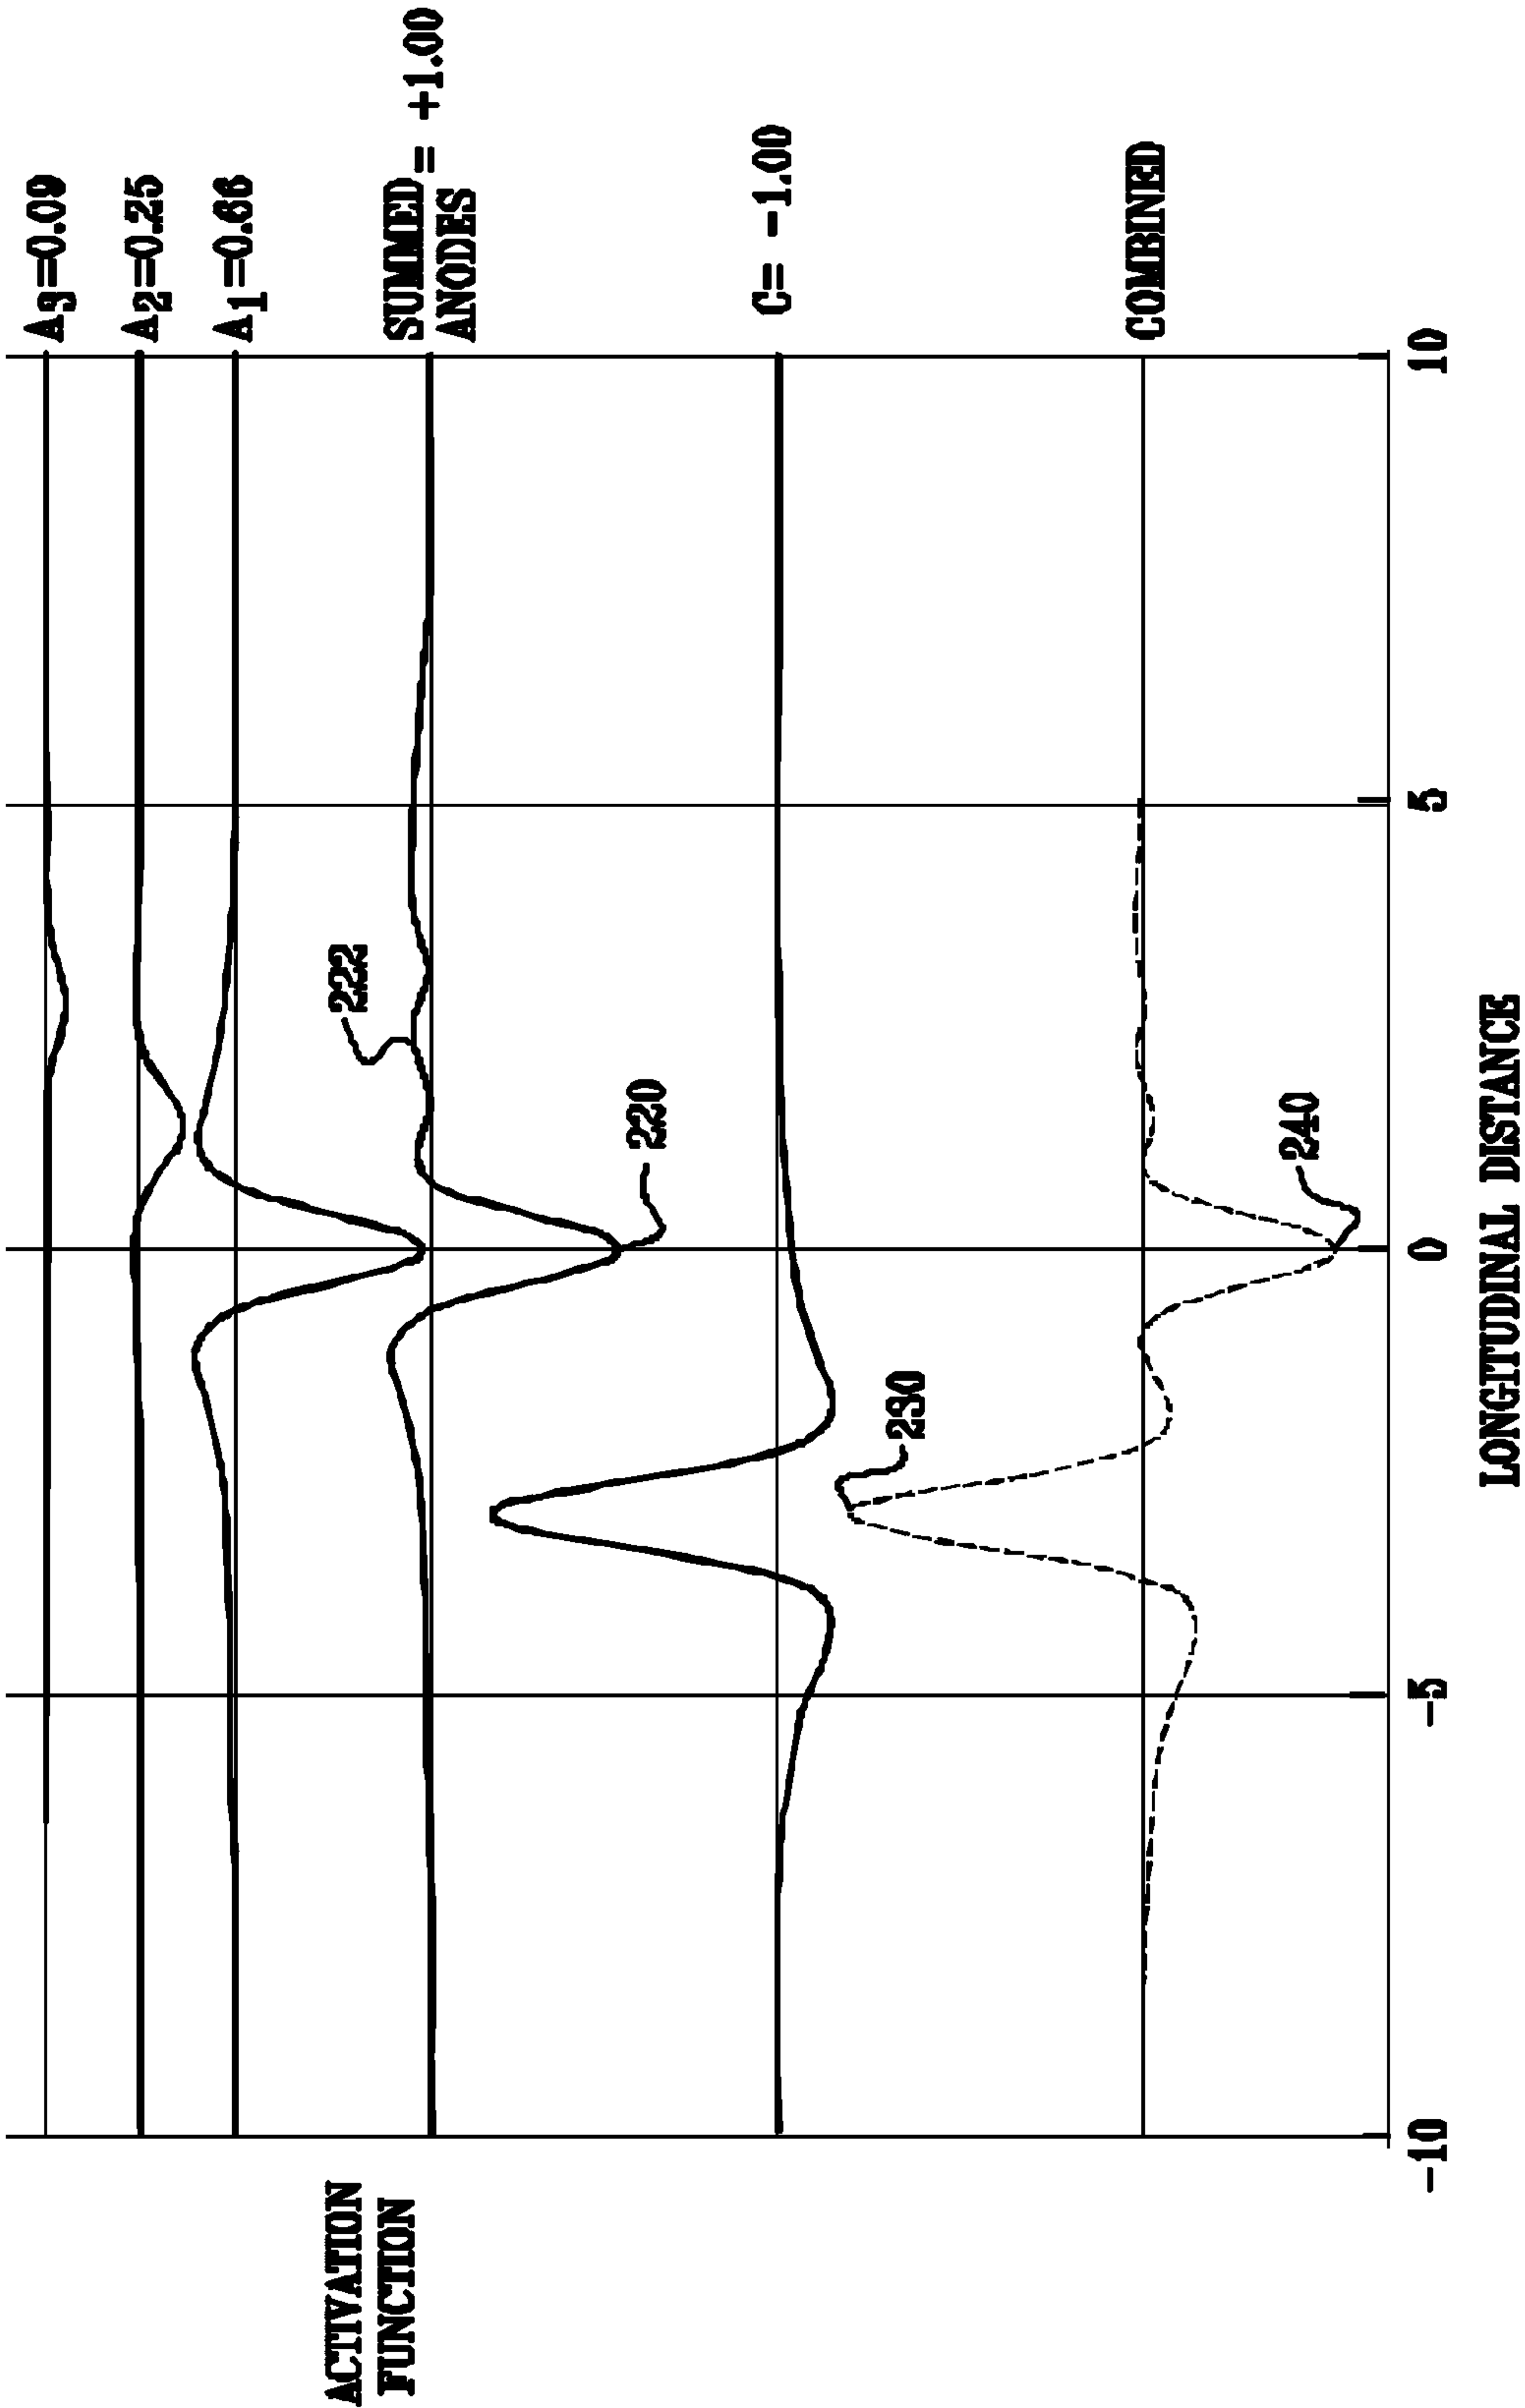 ACTIVATION
FUNCTION
A3=0.09
A2=0.25
A1=0.66
SUMMED = +1.00
ANODES
C= -1.00
COMBINED
222
220
230
240
-10
-5
0
5
10
LONGITUDINAL DISTANCE